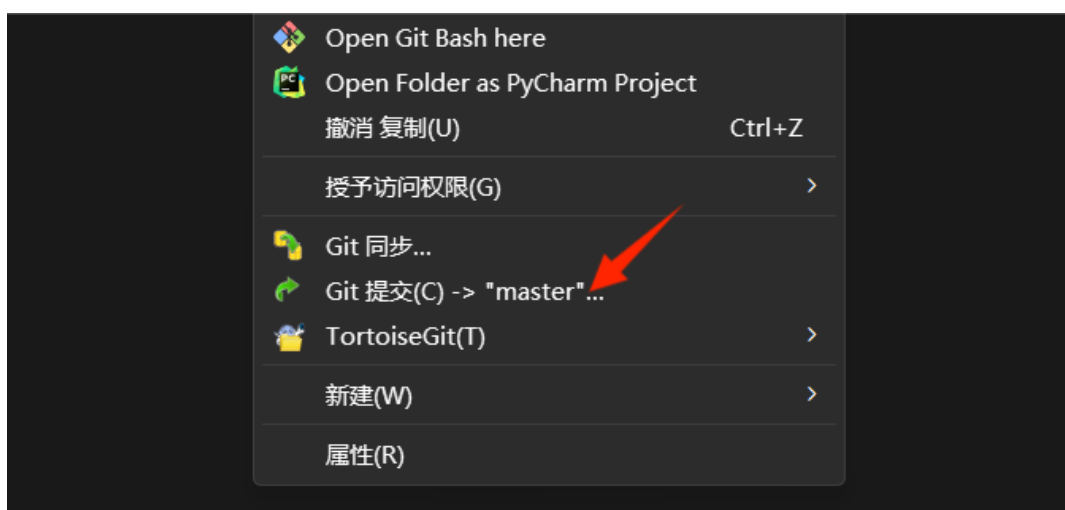 Open Git Bash here
Open Folder as PyCharm Project
撤消 复制(U) Ctrl+Z
授予访问权限(G)
Git 同步...
Git 提交(C) -> "master"...
TortoiseGit(T)
新建(W)
属性(R)